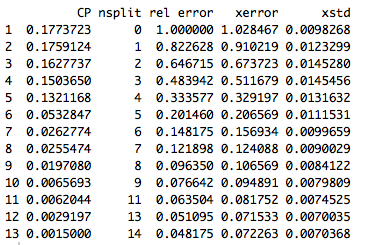 CP nsplit rel error xerror xstd
1 0.1773723 0 1.000000 1.028467 0.0098268
2 0.1759124 1 0.822628 0.910219 0.0123299
3 0.1627737 2 0.646715 0.673723 0.0145280
4 0.1503650 3 0.483942 0.511679 0.0145456
5 0.1321168 4 0.333577 0.329197 0.0131632
6 0.0532847 5 0.201460 0.206569 0.0111531
7 0.0262774 6 0.148175 0.156934 0.0099659
8 0.0255474 7 0.121898 0.124088 0.0090029
9 0.0197080 8 0.096350 0.106569 0.0084122
10 0.0065693 9 0.076642 0.094891 0.0079809
11 0.0062044 11 0.063504 0.081752 0.0074525
12 0.0029197 13 0.051095 0.071533 0.0070035
13 0.0015000 14 0.048175 0.072263 0.0070368